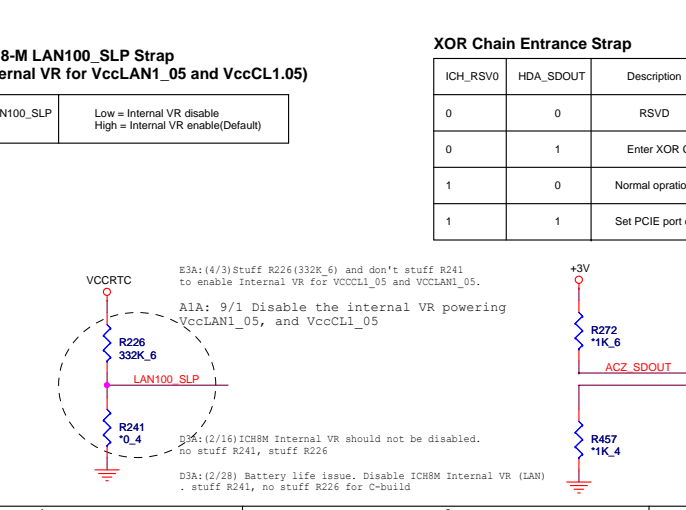 8-M LAN100_SLP Strap
ernal VR for VccLAN1_05 and VccCL1.05)
N100_SLP
Low = Internal VR disable
High = Internal VR enable(Default)
XOR Chain Entrance Strap
ICH_RSV0 HDA_SDOUT Description
0 0 RSVD
0 1 Enter XOR
1 0 Normal opratio
1 1 Set PCIE port
E3A:(4/3)Stuff R226(332K_6) and don't stuff R241
to enable Internal VR for VCCCL1_05 and VCCLAN1_05.
A1A: 9/1 Disable the internal VR powering
VccLAN1_05, and VccCL1_05
VCCRTC
R226
332K_6
LAN100_SLP
R241
*0_4
D3A:(2/16)ICH8M Internal VR should not be disabled.
no stuff R241, stuff R226
D3A:(2/28) Battery life issue. Disable ICH8M Internal VR (LAN)
. stuff R241, no stuff R226 for C-build
+3V
R272
*1K_6
ACZ_SDOUT
R457
*1K_4